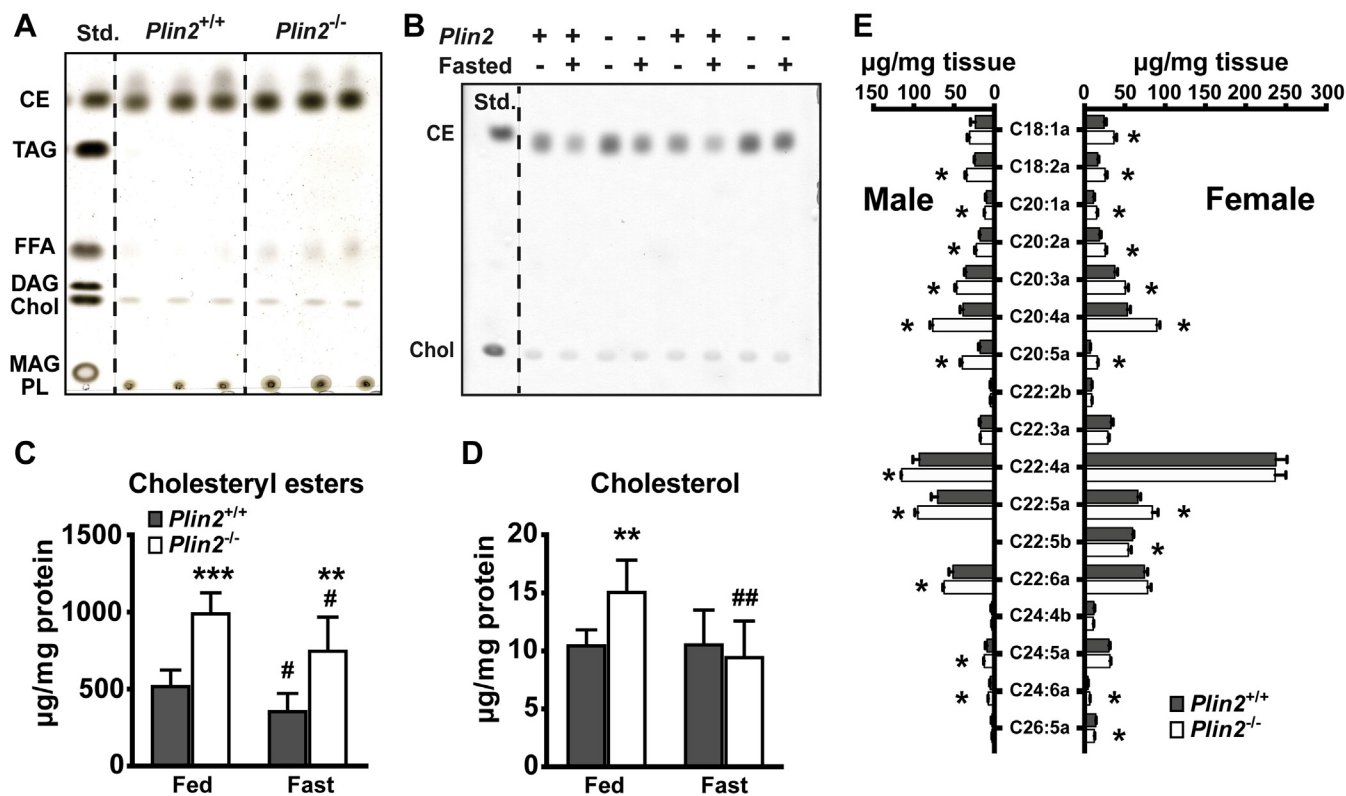 A
Std. Plin2+/+ Plin2-/-
CE
TAG
FFA
DAG
Chol
MAG
PL
B
Plin2 + + - - + + - -
Fasted - + - + - + - +
Std.
CE
Chol
C
Cholesteryl esters
Plin2+/+
Plin2-/-
µg/mg protein
1500
1000
500
0
***
#
**
#
Fed Fast
D
Cholesterol
µg/mg protein
20
15
10
5
0
**
##
Fed Fast
E
µg/mg tissue µg/mg tissue
150 100 50 0 0 50 100 150 200 250 300
Male Female
C18:1a *
* C18:2a *
* C20:1a *
* C20:2a *
* C20:3a *
* C20:4a *
* C20:5a *
C22:2b
C22:3a
* C22:4a
* C22:5a *
C22:5b *
* C22:6a
C24:4b
* C24:5a
* C24:6a *
C26:5a *
Plin2+/+
Plin2-/-